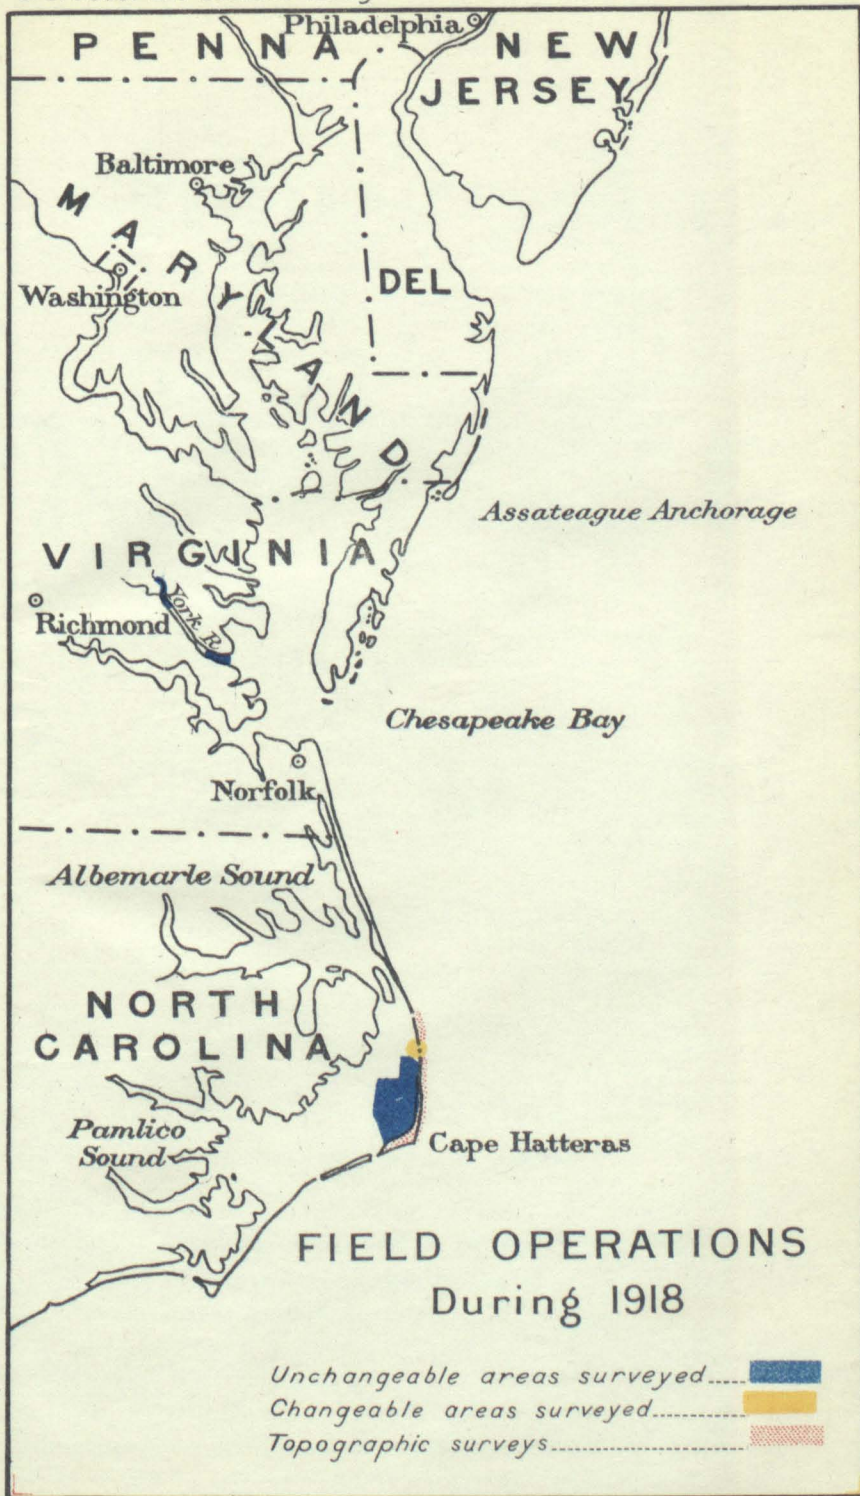 Philadelphia
PENNA
NEW
JERSEY
Baltimore
MARYLAND
Washington
DEL
Assateague Anchorage
VIRGINIA
York R.
Richmond
Chesapeake Bay
Norfolk
Albemarle Sound
NORTH
CAROLINA
Pamlico
Sound
Cape Hatteras
FIELD OPERATIONS
During 1918
Unchangeable areas surveyed
Changeable areas surveyed
Topographic surveys